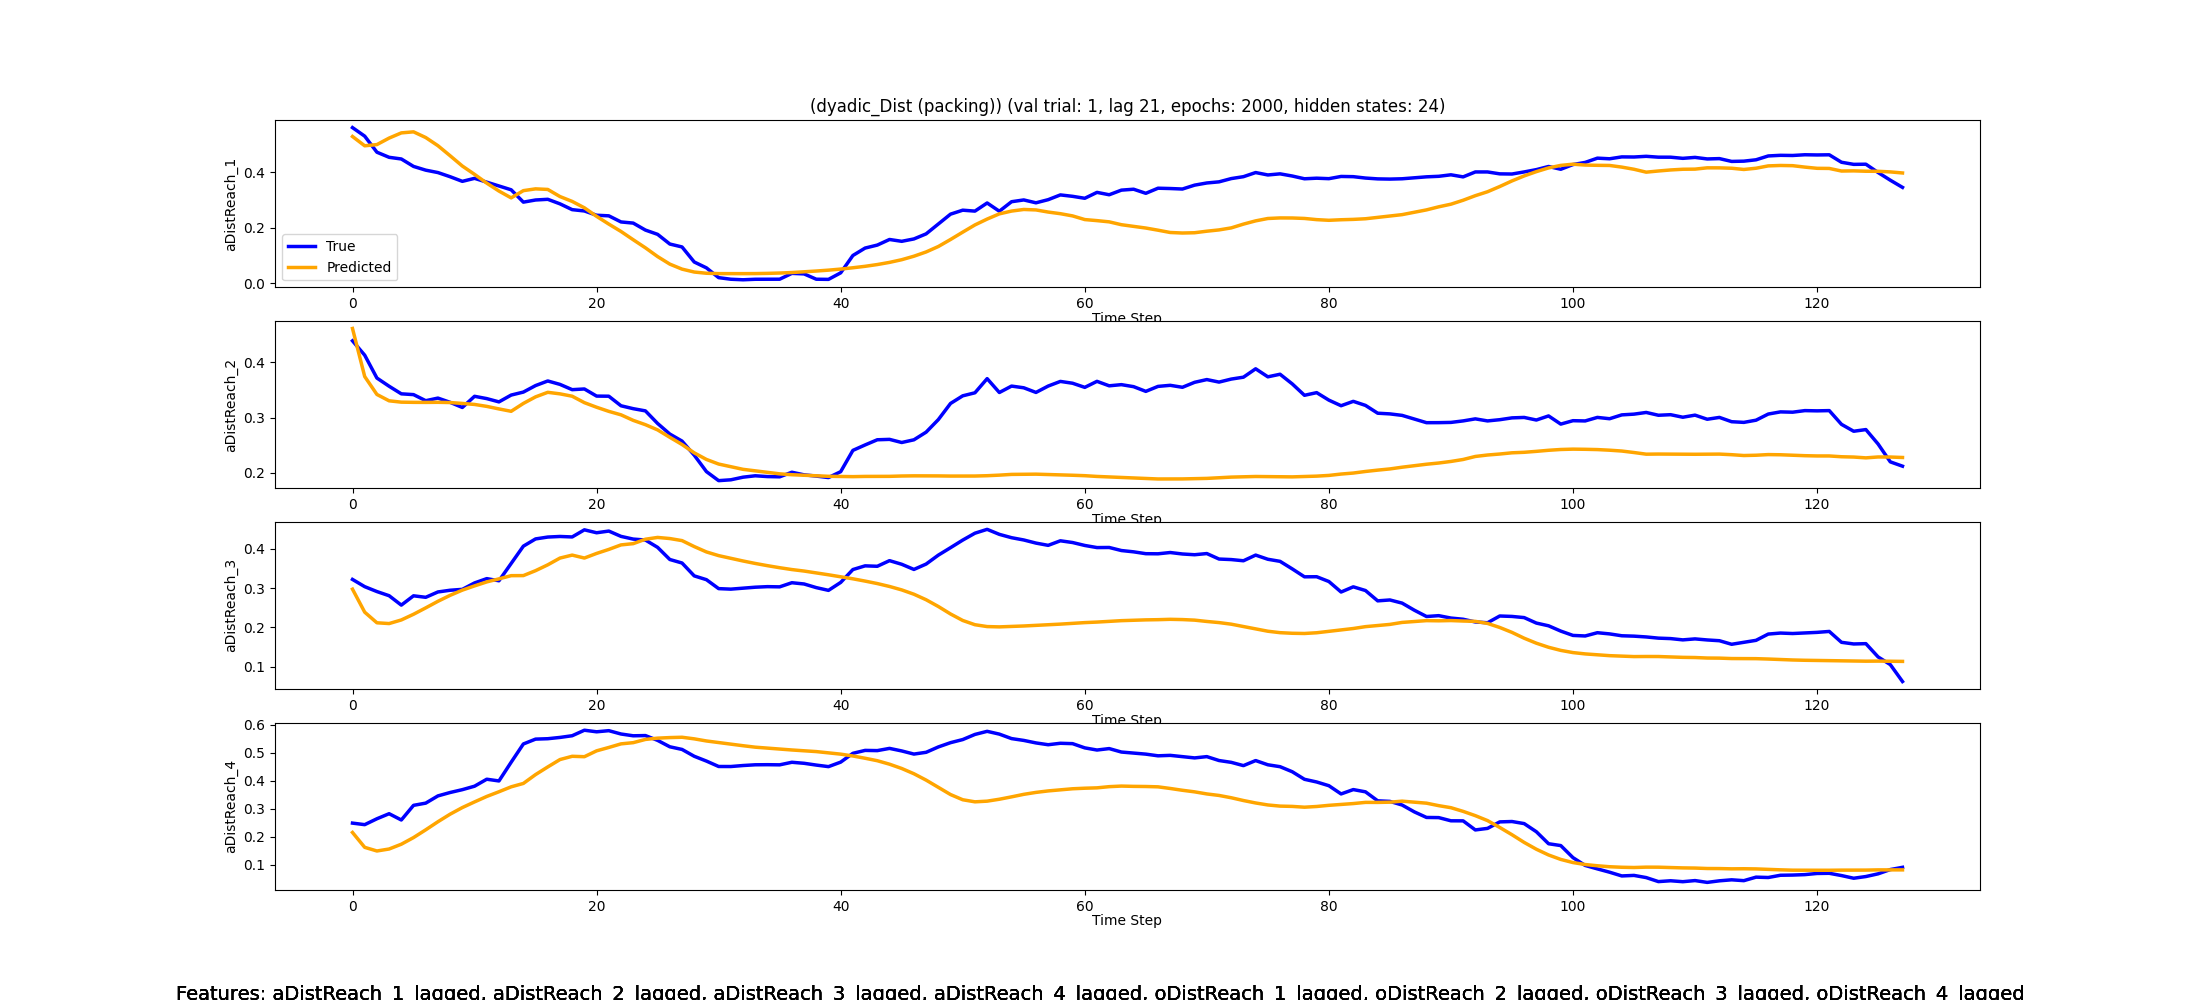 (dyadic_Dist (packing)) (val trial: 1, lag 21, epochs: 2000, hidden states: 24)
aDistReach_1
0.4
0.2
0.0
True
Predicted
0 20 40 60 80 100 120
Time Step
aDistReach_2
0.4
0.3
0.2
0 20 40 60 80 100 120
Time Step
aDistReach_3
0.4
0.3
0.2
0.1
0 20 40 60 80 100 120
Time Step
aDistReach_4
0.6
0.5
0.4
0.3
0.2
0.1
0 20 40 60 80 100 120
Time Step
Features: aDistReach_1_lagged, aDistReach_2_lagged, aDistReach_3_lagged, aDistReach_4_lagged, oDistReach_1_lagged, oDistReach_2_lagged, oDistReach_3_lagged, oDistReach_4_lagged